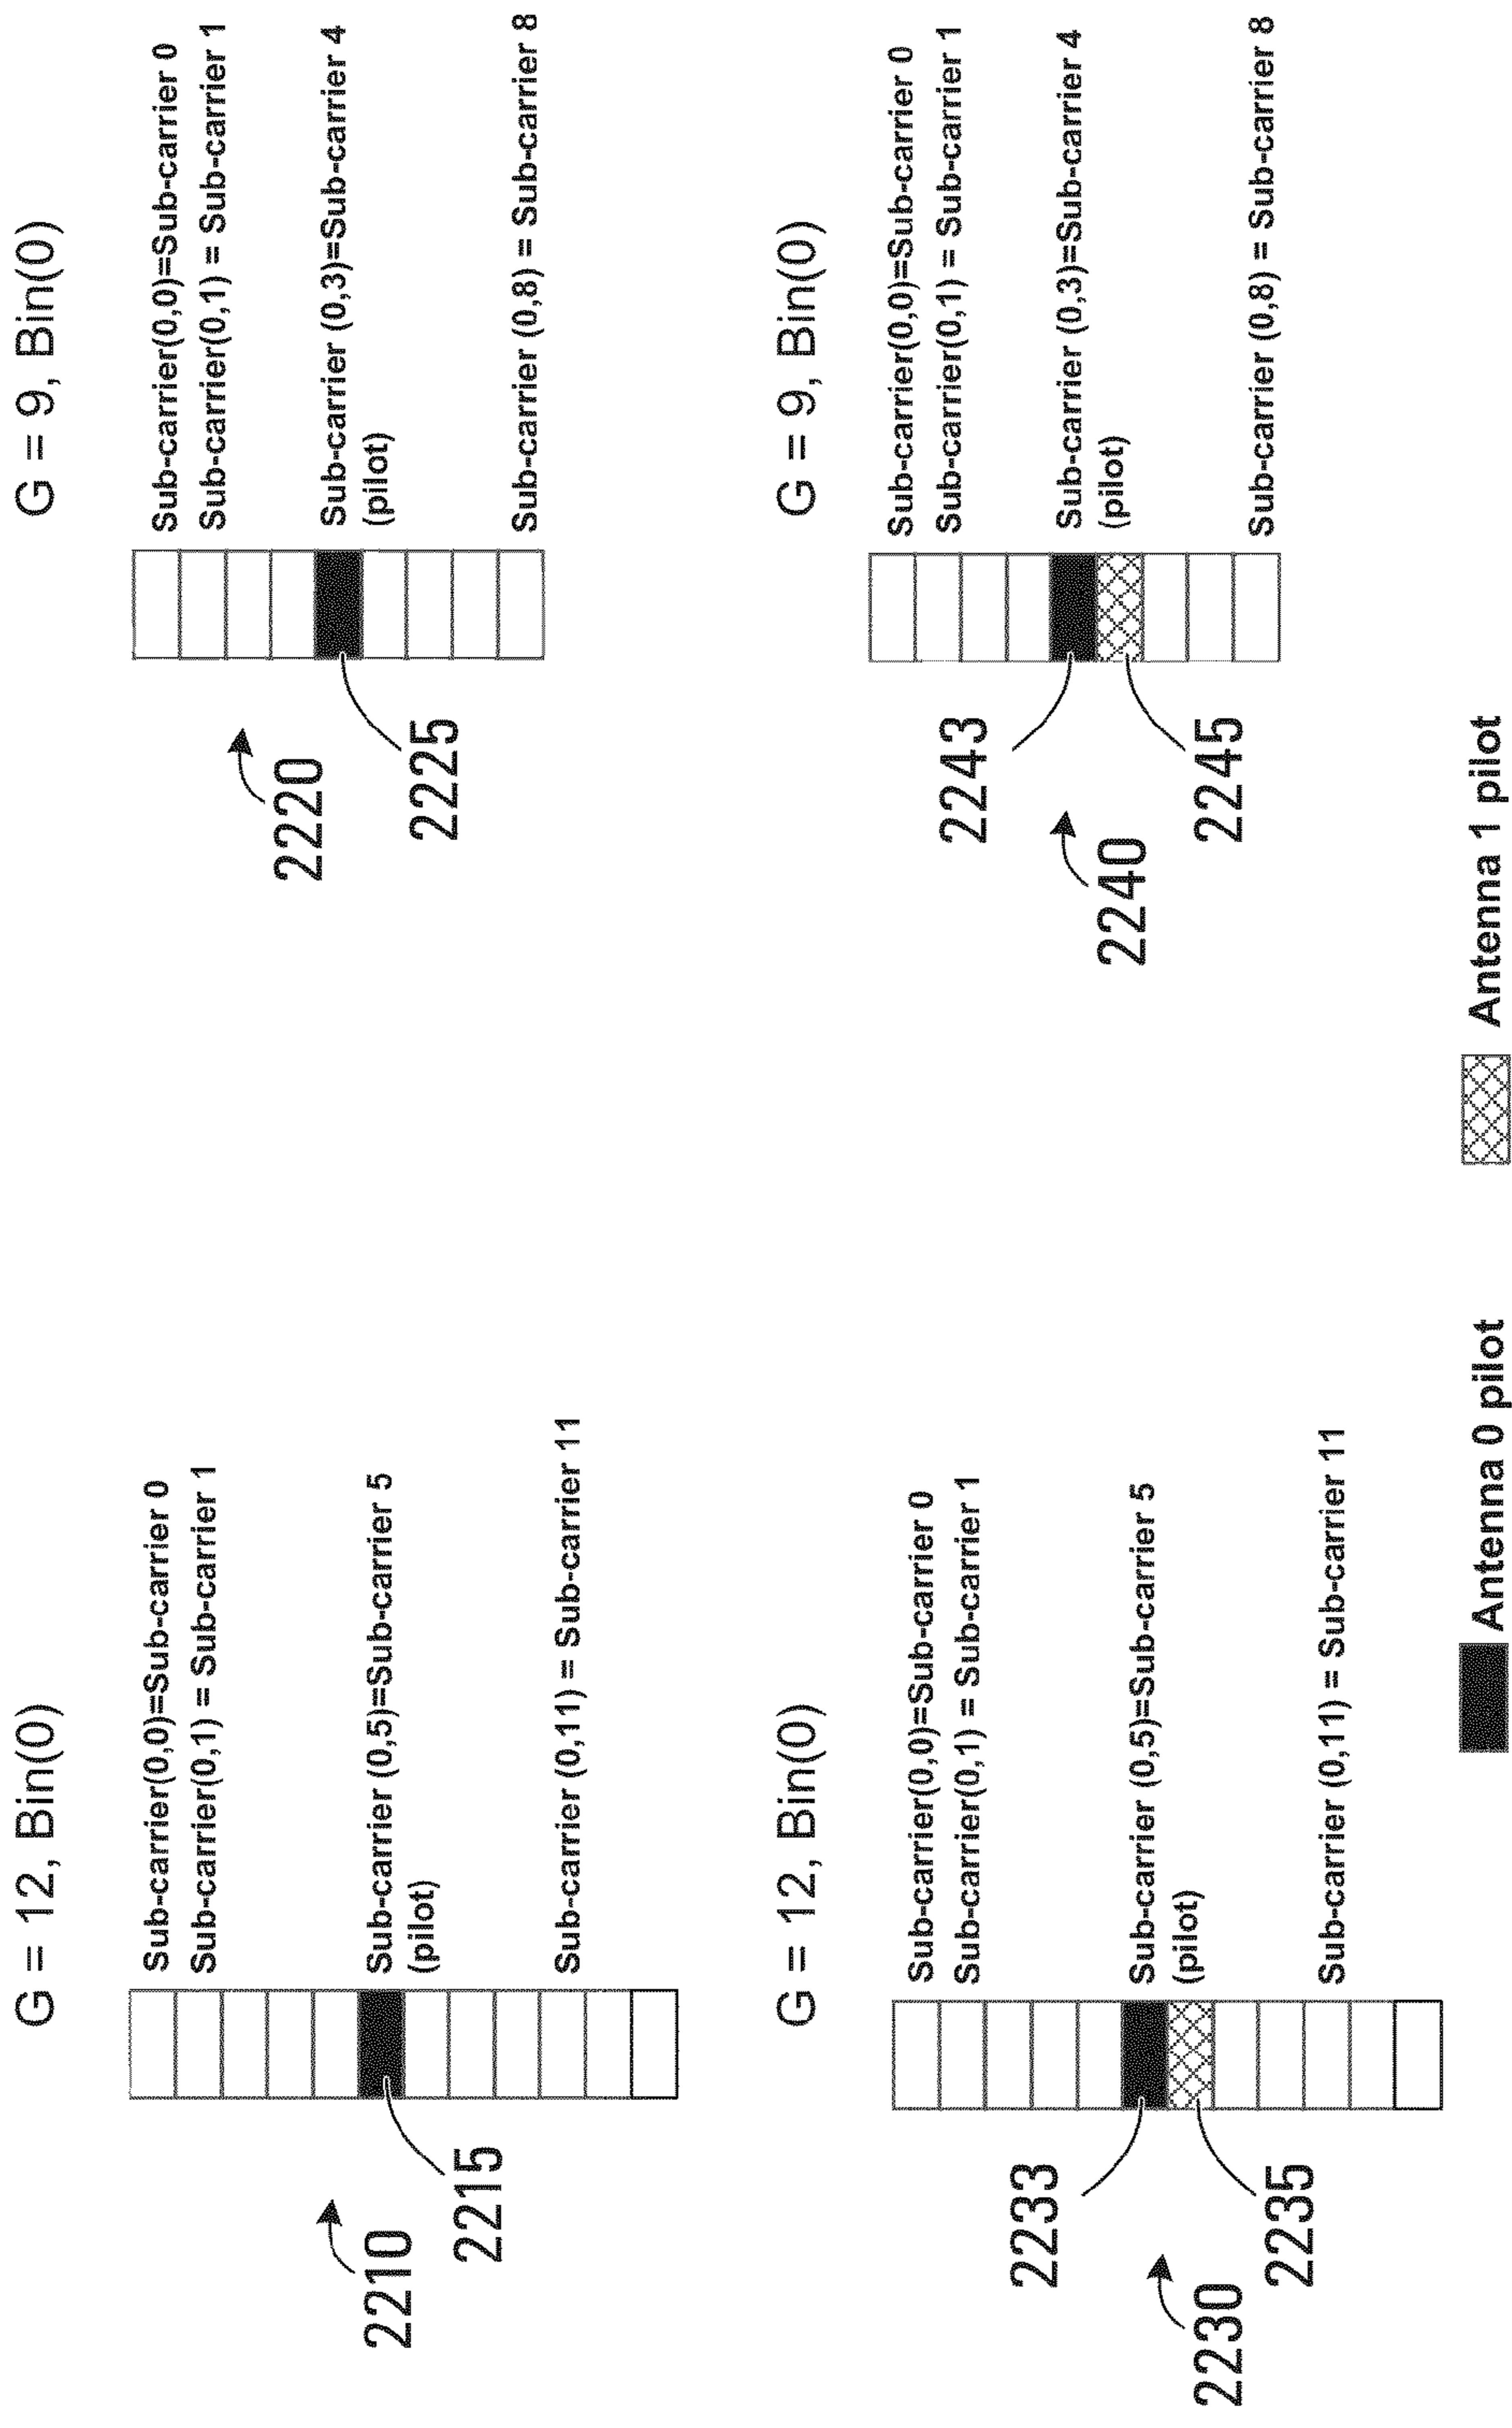 G = 12, Bin(0)
Sub-carrier(0,0)=Sub-carrier 0
Sub-carrier(0,1) = Sub-carrier 1
Sub-carrier (0,5)=Sub-carrier 5
(pilot)
Sub-carrier (0,11) = Sub-carrier 11
2210
2215
G = 9, Bin(0)
Sub-carrier(0,0)=Sub-carrier 0
Sub-carrier(0,1) = Sub-carrier 1
Sub-carrier (0,3)=Sub-carrier 4
(pilot)
Sub-carrier (0,8) = Sub-carrier 8
2220
2225
G = 12, Bin(0)
Sub-carrier(0,0)=Sub-carrier 0
Sub-carrier(0,1) = Sub-carrier 1
Sub-carrier (0,5)=Sub-carrier 5
(pilot)
Sub-carrier (0,11) = Sub-carrier 11
2233
2230
2235
G = 9, Bin(0)
Sub-carrier(0,0)=Sub-carrier 0
Sub-carrier(0,1) = Sub-carrier 1
Sub-carrier (0,3)=Sub-carrier 4
(pilot)
Sub-carrier (0,8) = Sub-carrier 8
2243
2240
2245
Antenna 0 pilot
Antenna 1 pilot